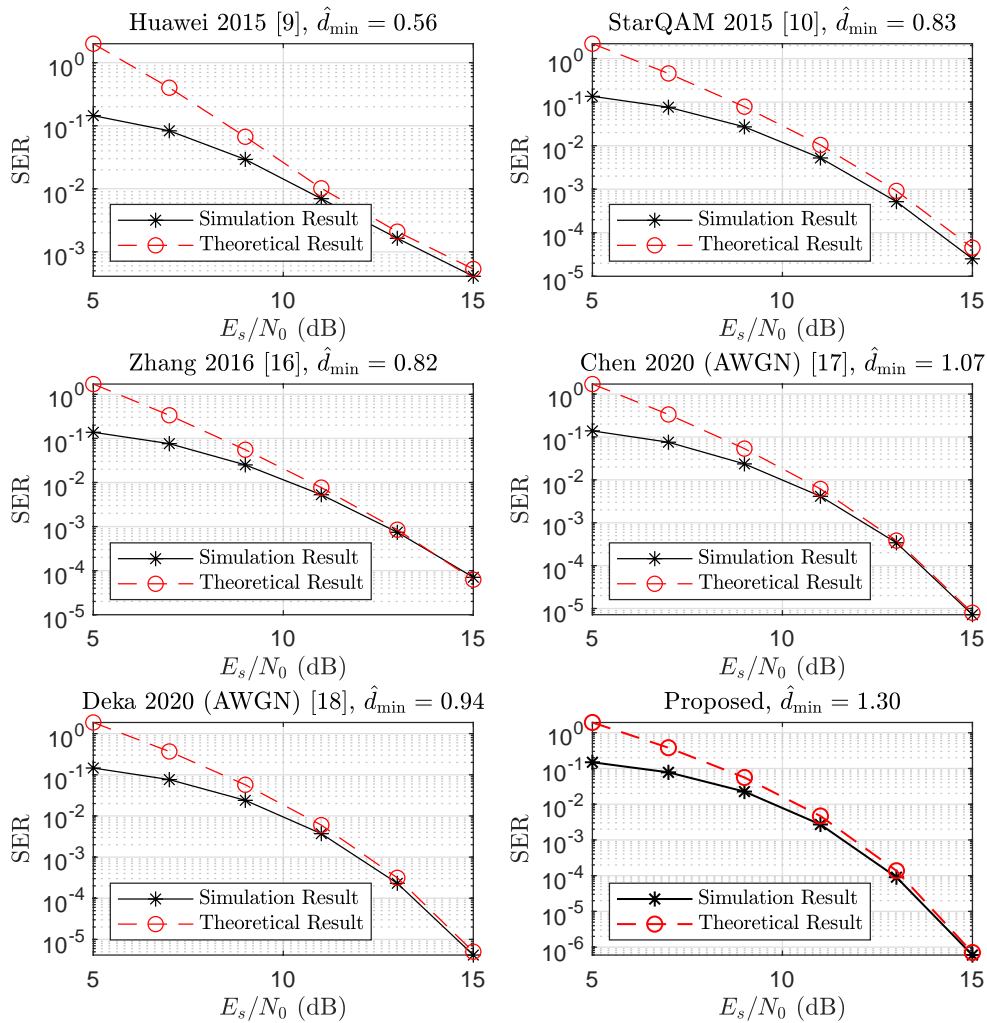 Huawei 2015 [9], d̂min = 0.56
10^0
10^-1
10^-2
10^-3
SER
Simulation Result
Theoretical Result
5 10 15
Es/N0 (dB)
StarQAM 2015 [10], d̂min = 0.83
10^0
10^-1
10^-2
10^-3
10^-4
10^-5
SER
Simulation Result
Theoretical Result
5 10 15
Es/N0 (dB)
Zhang 2016 [16], d̂min = 0.82
10^0
10^-1
10^-2
10^-3
10^-4
10^-5
SER
Simulation Result
Theoretical Result
5 10 15
Es/N0 (dB)
Chen 2020 (AWGN) [17], d̂min = 1.07
10^0
10^-1
10^-2
10^-3
10^-4
10^-5
SER
Simulation Result
Theoretical Result
5 10 15
Es/N0 (dB)
Deka 2020 (AWGN) [18], d̂min = 0.94
10^0
10^-1
10^-2
10^-3
10^-4
10^-5
SER
Simulation Result
Theoretical Result
5 10 15
Es/N0 (dB)
Proposed, d̂min = 1.30
10^0
10^-1
10^-2
10^-3
10^-4
10^-5
10^-6
SER
Simulation Result
Theoretical Result
5 10 15
Es/N0 (dB)